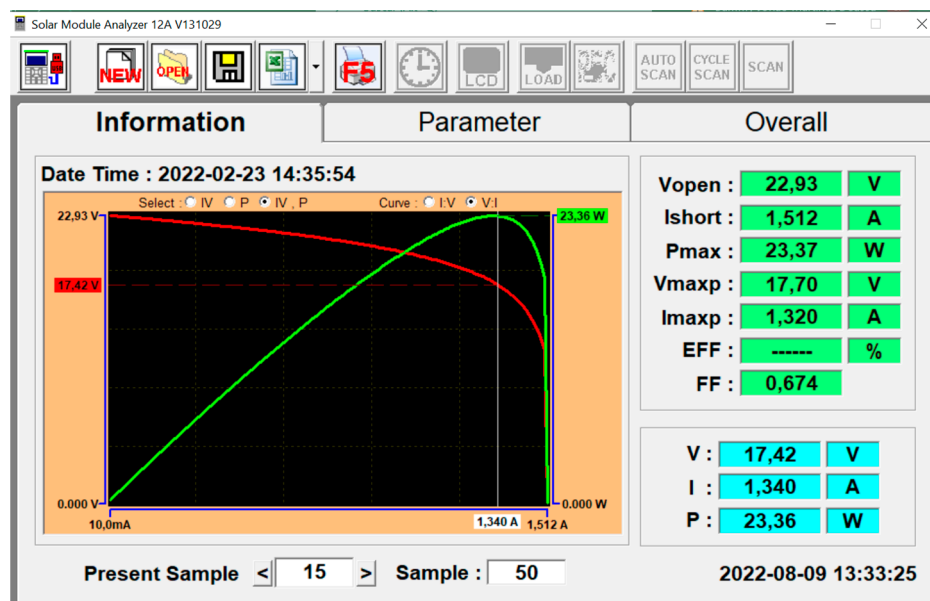 Solar Module Analyzer 12A V131029
NEW OPEN F5 LCD LOAD AUTO SCAN CYCLE SCAN SCAN
Information Parameter Overall
Date Time : 2022-02-23 14:35:54
Select : IV P IV , P Curve : I:V V:I
22,93 V
23,36 W
17,42 V
0.000 V
0.000 W
10,0mA
1,340 A
1,512 A
Vopen : 22,93 V
Ishort : 1,512 A
Pmax : 23,37 W
Vmaxp : 17,70 V
Imaxp : 1,320 A
EFF : ------ %
FF : 0,674
V : 17,42 V
I : 1,340 A
P : 23,36 W
Present Sample < 15 > Sample : 50
2022-08-09 13:33:25